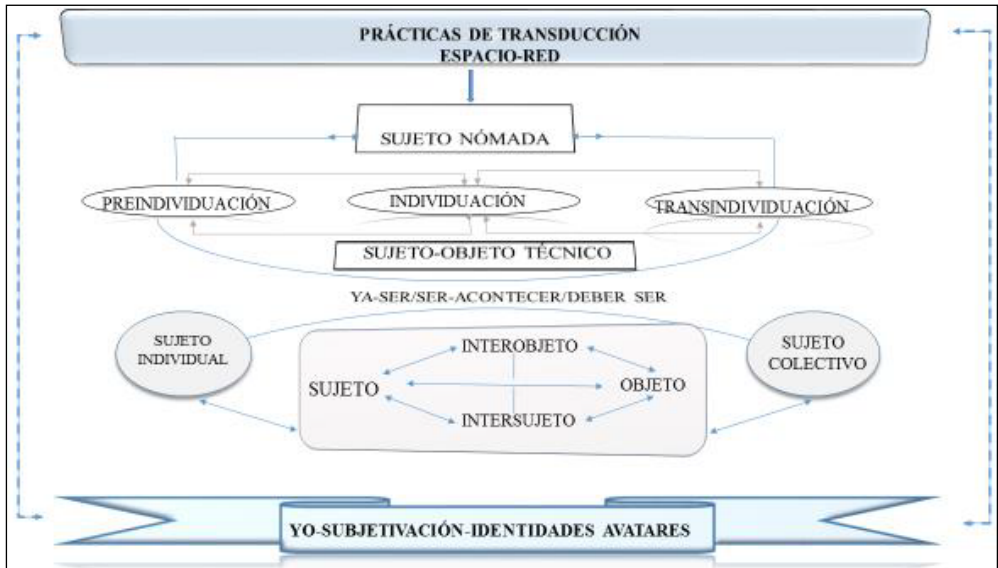 PRÁCTICAS DE TRANSDUCCIÓN
ESPACIO-RED
SUJETO NÓMADA
PREINDIVIDUACIÓN
INDIVIDUACIÓN
TRANSINDIVIDUACIÓN
SUJETO-OBJETO TÉCNICO
YA-SER/SER-ACONTECER/DEBER SER
SUJETO
INDIVIDUAL
INTEROBJETO
SUJETO
OBJETO
INTERSUJETO
SUJETO
COLECTIVO
YO-SUBJETIVACIÓN-IDENTIDADES AVATARES